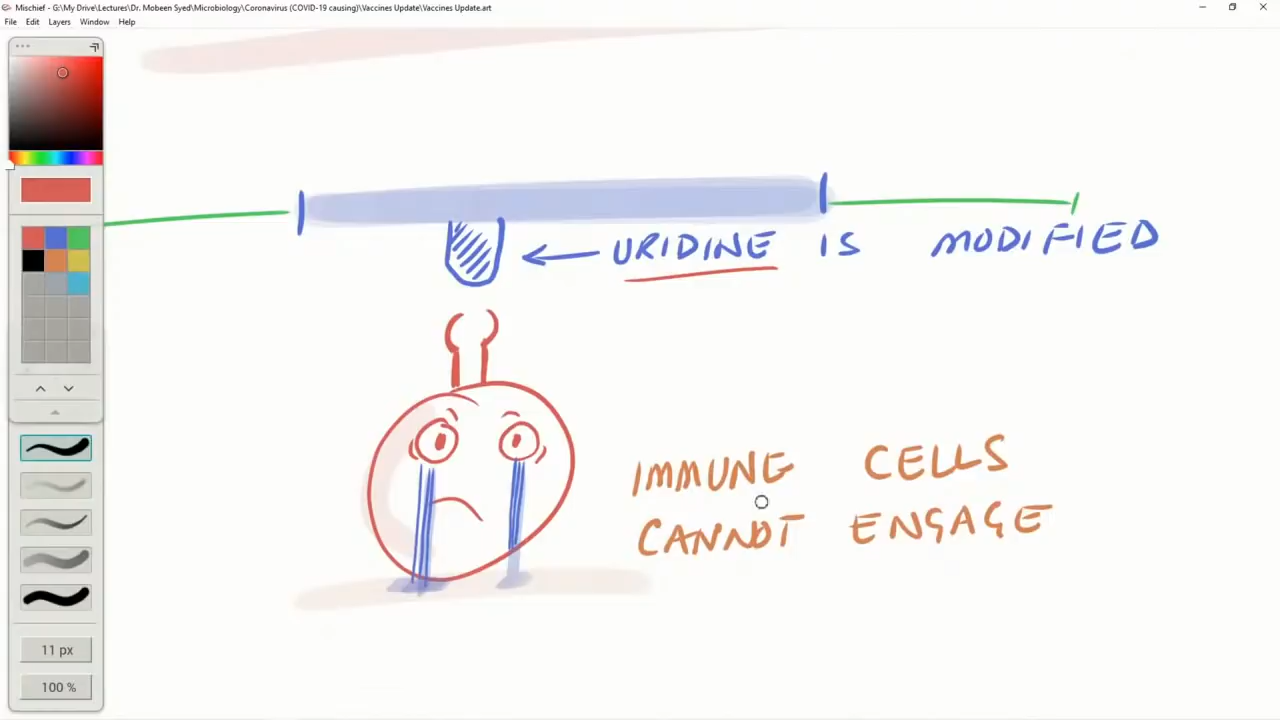 Mischief - G:\My Drive\Lectures\Dr. Mobeen Syed\Microbiology\Coronavirus (COVID-19 causing)\Vaccines Update\Vaccines Update.art
File Edit Layers Window Help
URIDINE IS MODIFIED
IMMUNE CELLS
CANNOT ENGAGE
11 px
100 %